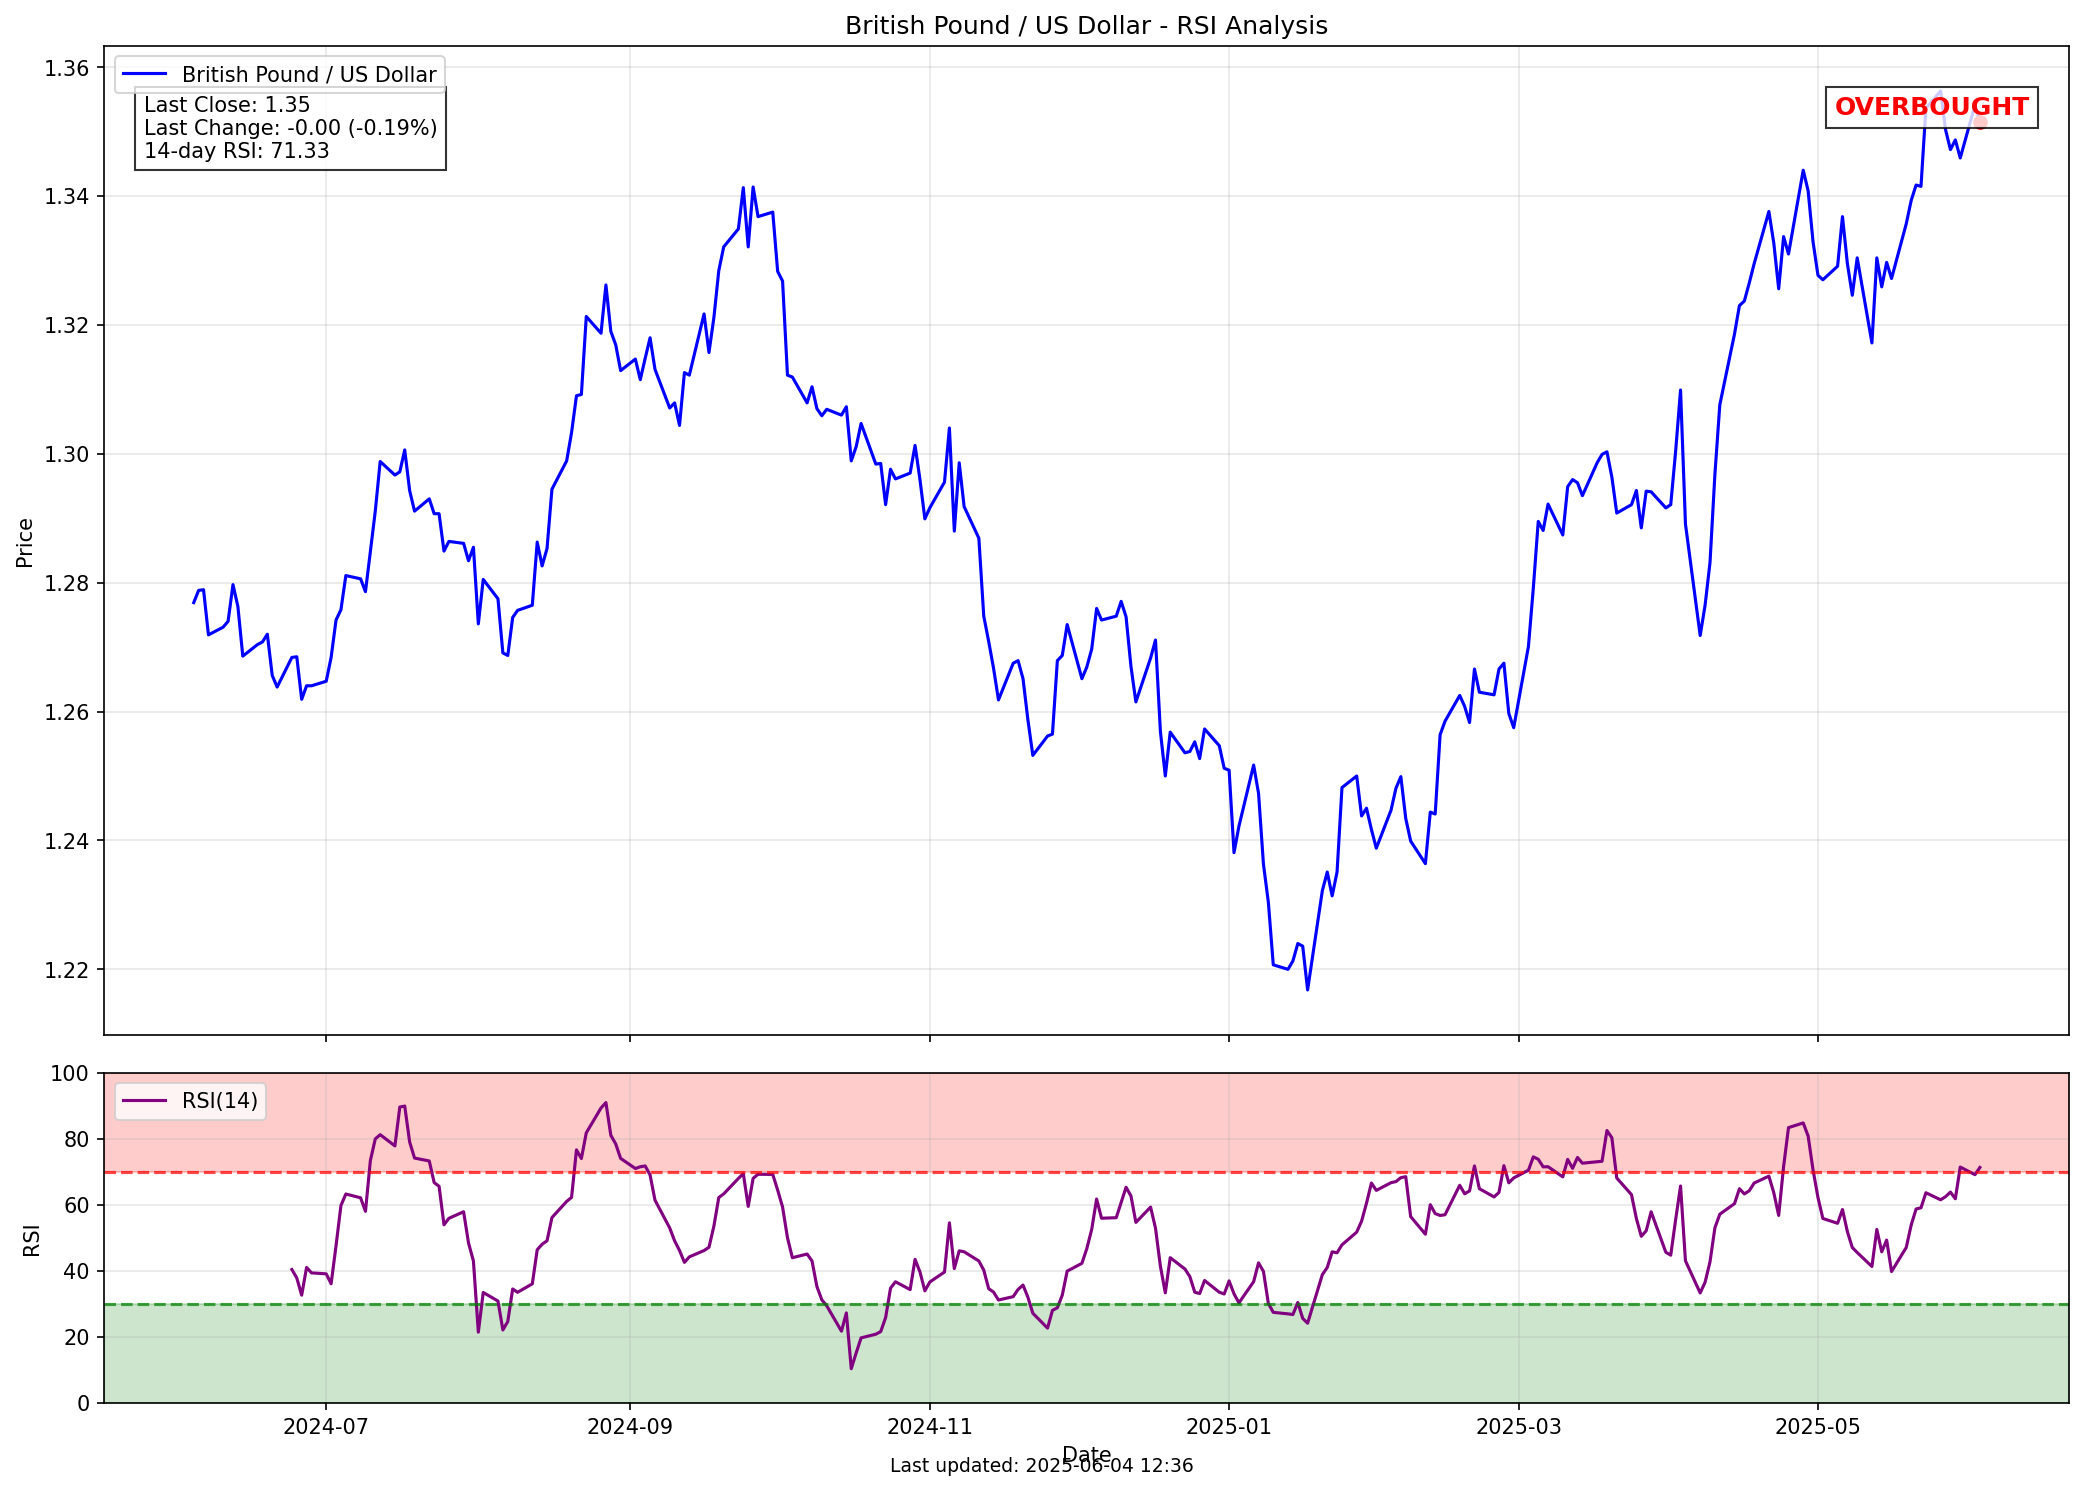 British Pound / US Dollar - RSI Analysis
British Pound / US Dollar
Last Close: 1.35
Last Change: -0.00 (-0.19%)
14-day RSI: 71.33
OVERBOUGHT
1.36
1.34
1.32
1.30
1.28
1.26
1.24
1.22
Price
RSI(14)
100
80
60
40
20
0
RSI
2024-07
2024-09
2024-11
2025-01
2025-03
2025-05
Date
Last updated: 2025-06-04 12:36